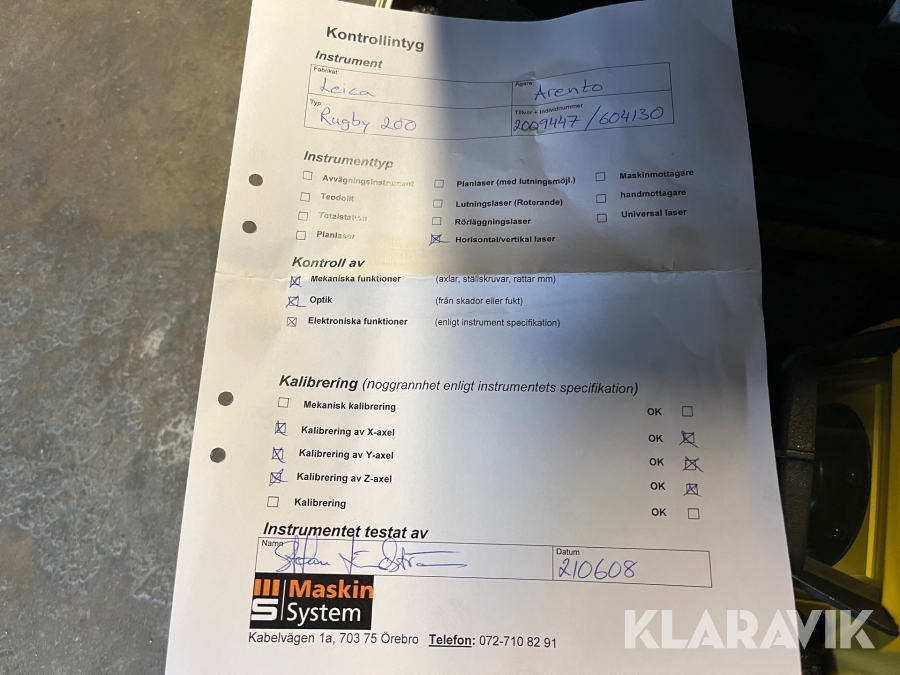 Kontrollintyg
Instrument
Fabrikat Ägare
Leica Arento
Typ Tillver + Individnummer
Rugby 200 2009447 / 604130
Instrumenttyp
Avvägningsinstrument Planlaser (med lutningsmöjl.) Maskinmottagare
Teodolit Lutningslaser (Roterande) handmottagare
Totalstation Rörläggningslaser Universal laser
Planlaser Horisontal/vertikal laser
Kontroll av
Mekaniska funktioner (axlar, ställskruvar, rattar mm)
Optik (från skador eller fukt)
Elektroniska funktioner (enligt instrument specifikation)
Kalibrering (noggrannhet enligt instrumentets specifikation)
Mekanisk kalibrering OK
Kalibrering av X-axel OK
Kalibrering av Y-axel OK
Kalibrering av Z-axel OK
Kalibrering OK
Instrumentet testat av
Namn Datum
Stefan 210608
MS Maskin
System
Kabelvägen 1a, 703 75 Örebro Telefon: 072-710 82 91
KLARAVIK